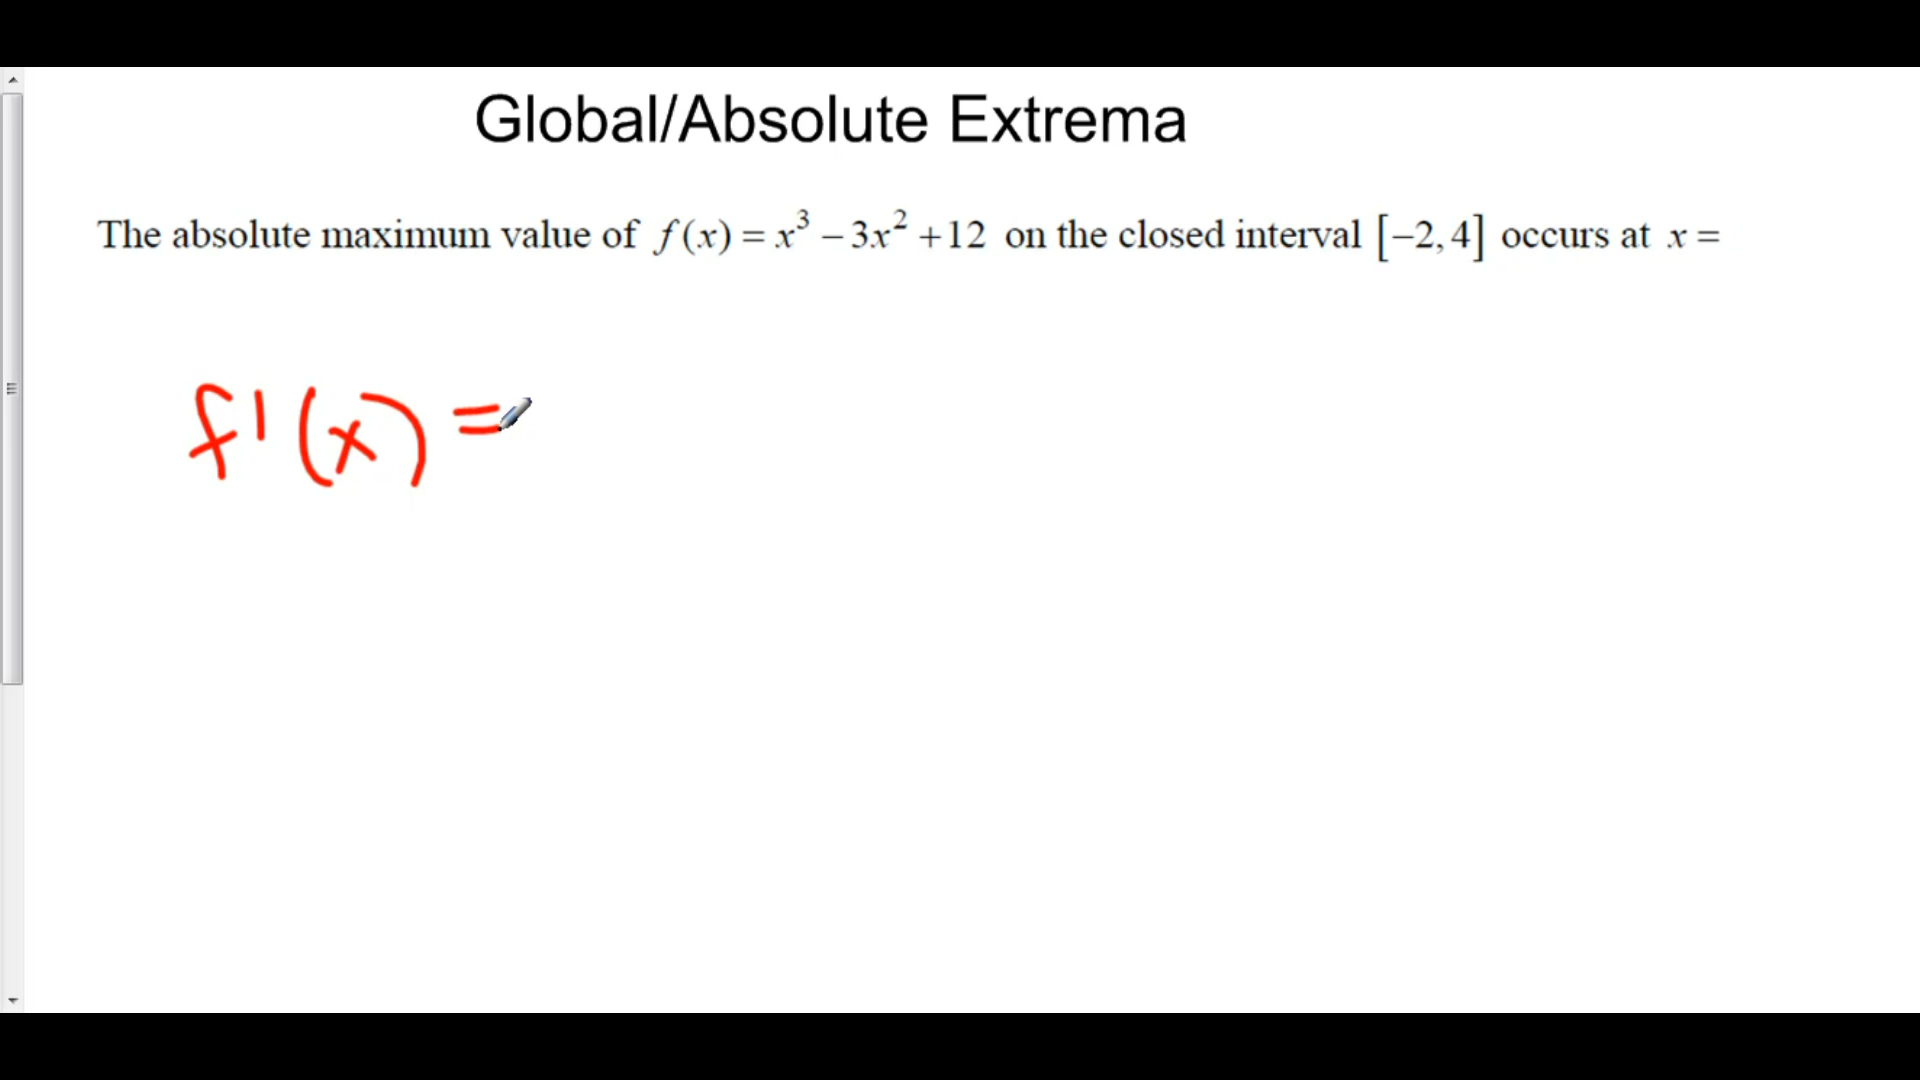 Global/Absolute Extrema
The absolute maximum value of f(x) = x³ − 3x² + 12 on the closed interval [−2, 4] occurs at x =
f'(x) =